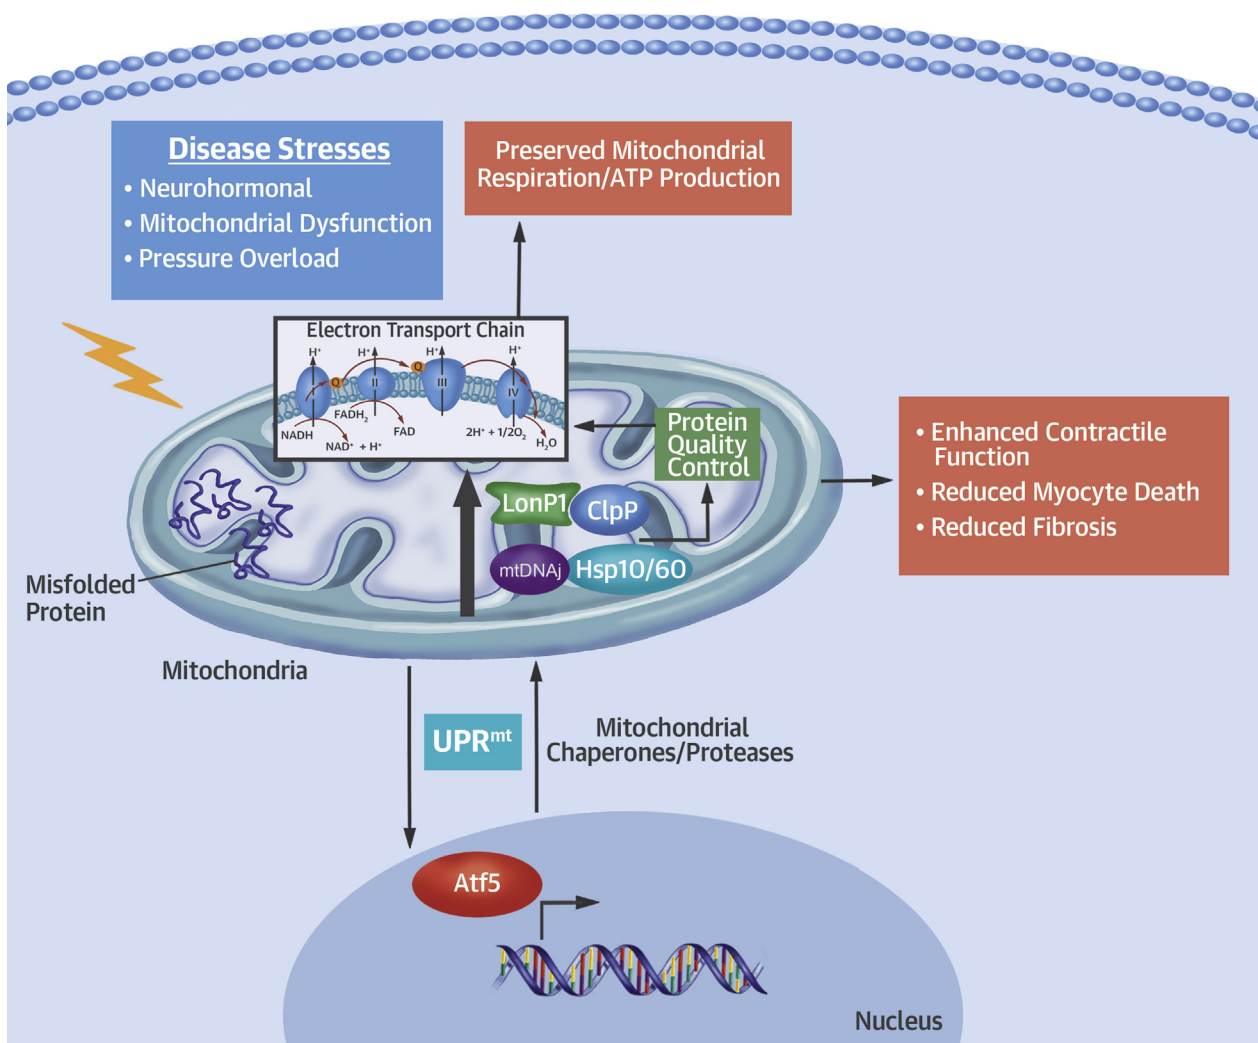 Disease Stresses
• Neurohormonal
• Mitochondrial Dysfunction
• Pressure Overload
Preserved Mitochondrial
Respiration/ATP Production
Electron Transport Chain
H⁺
H⁺
H⁺
H⁺
Q
Q
I
II
III
IV
FADH₂
FAD
NADH
NAD⁺ + H⁺
2H⁺ + 1/2O₂
H₂O
Protein
Quality
Control
• Enhanced Contractile
Function
• Reduced Myocyte Death
• Reduced Fibrosis
LonP1
ClpP
mtDNAj
Hsp10/60
Misfolded
Protein
Mitochondria
UPRᵐᵗ
Mitochondrial
Chaperones/Proteases
Atf5
Nucleus